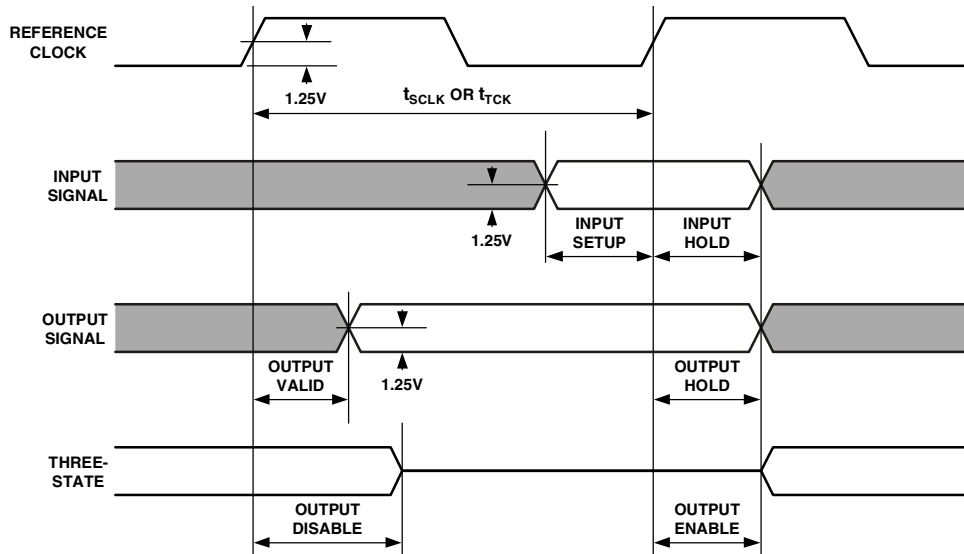 REFERENCE
CLOCK
1.25V
tSCLK OR tTCK
INPUT
SIGNAL
1.25V
INPUT
SETUP
INPUT
HOLD
OUTPUT
SIGNAL
OUTPUT
VALID
1.25V
OUTPUT
HOLD
THREE-
STATE
OUTPUT
DISABLE
OUTPUT
ENABLE